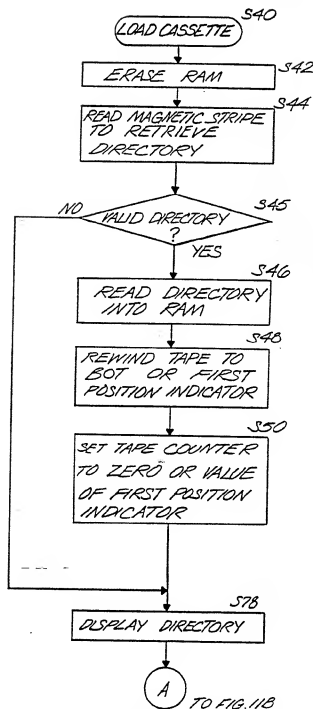 S40
LOAD CASSETTE
S42
ERASE RAM
S44
READ MAGNETIC STRIPE
TO RETRIEVE
DIRECTORY
S45
NO
VALID DIRECTORY
?
YES
S46
READ DIRECTORY
INTO RAM
S48
REWIND TAPE TO
BOT OR FIRST
POSITION INDICATOR
S50
SET TAPE COUNTER
TO ZERO OR VALUE
OF FIRST POSITION
INDICATOR
S78
DISPLAY DIRECTORY
A
TO FIG. 11B